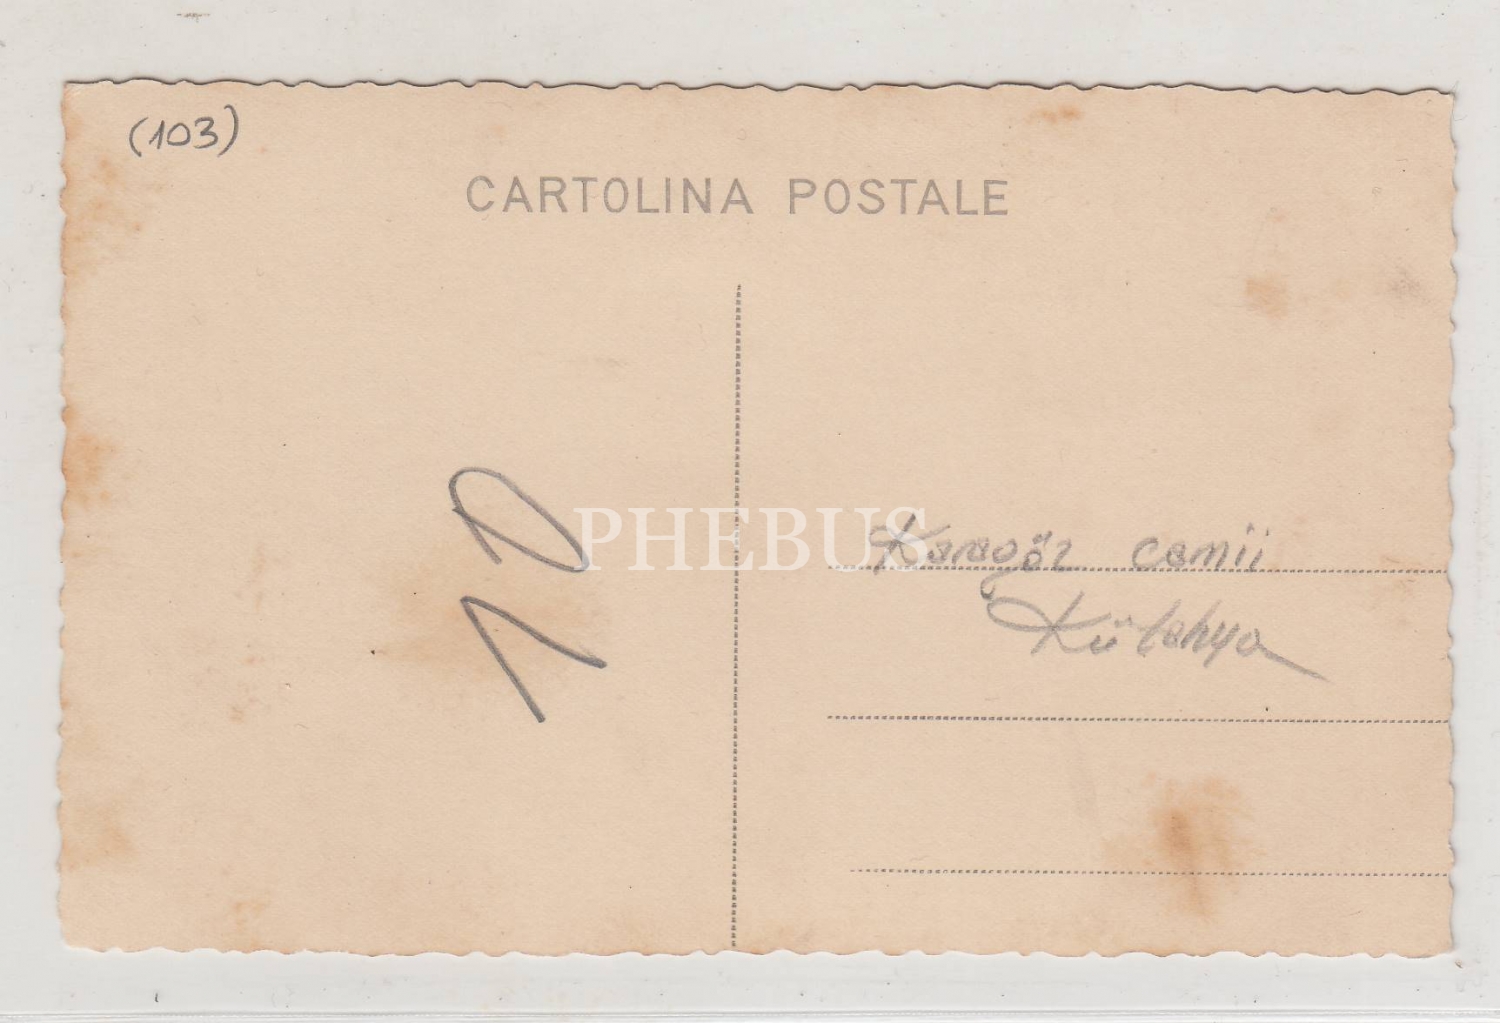 (103)
CARTOLINA POSTALE
10
PHEBUS
Karagöz camii
Kütahya